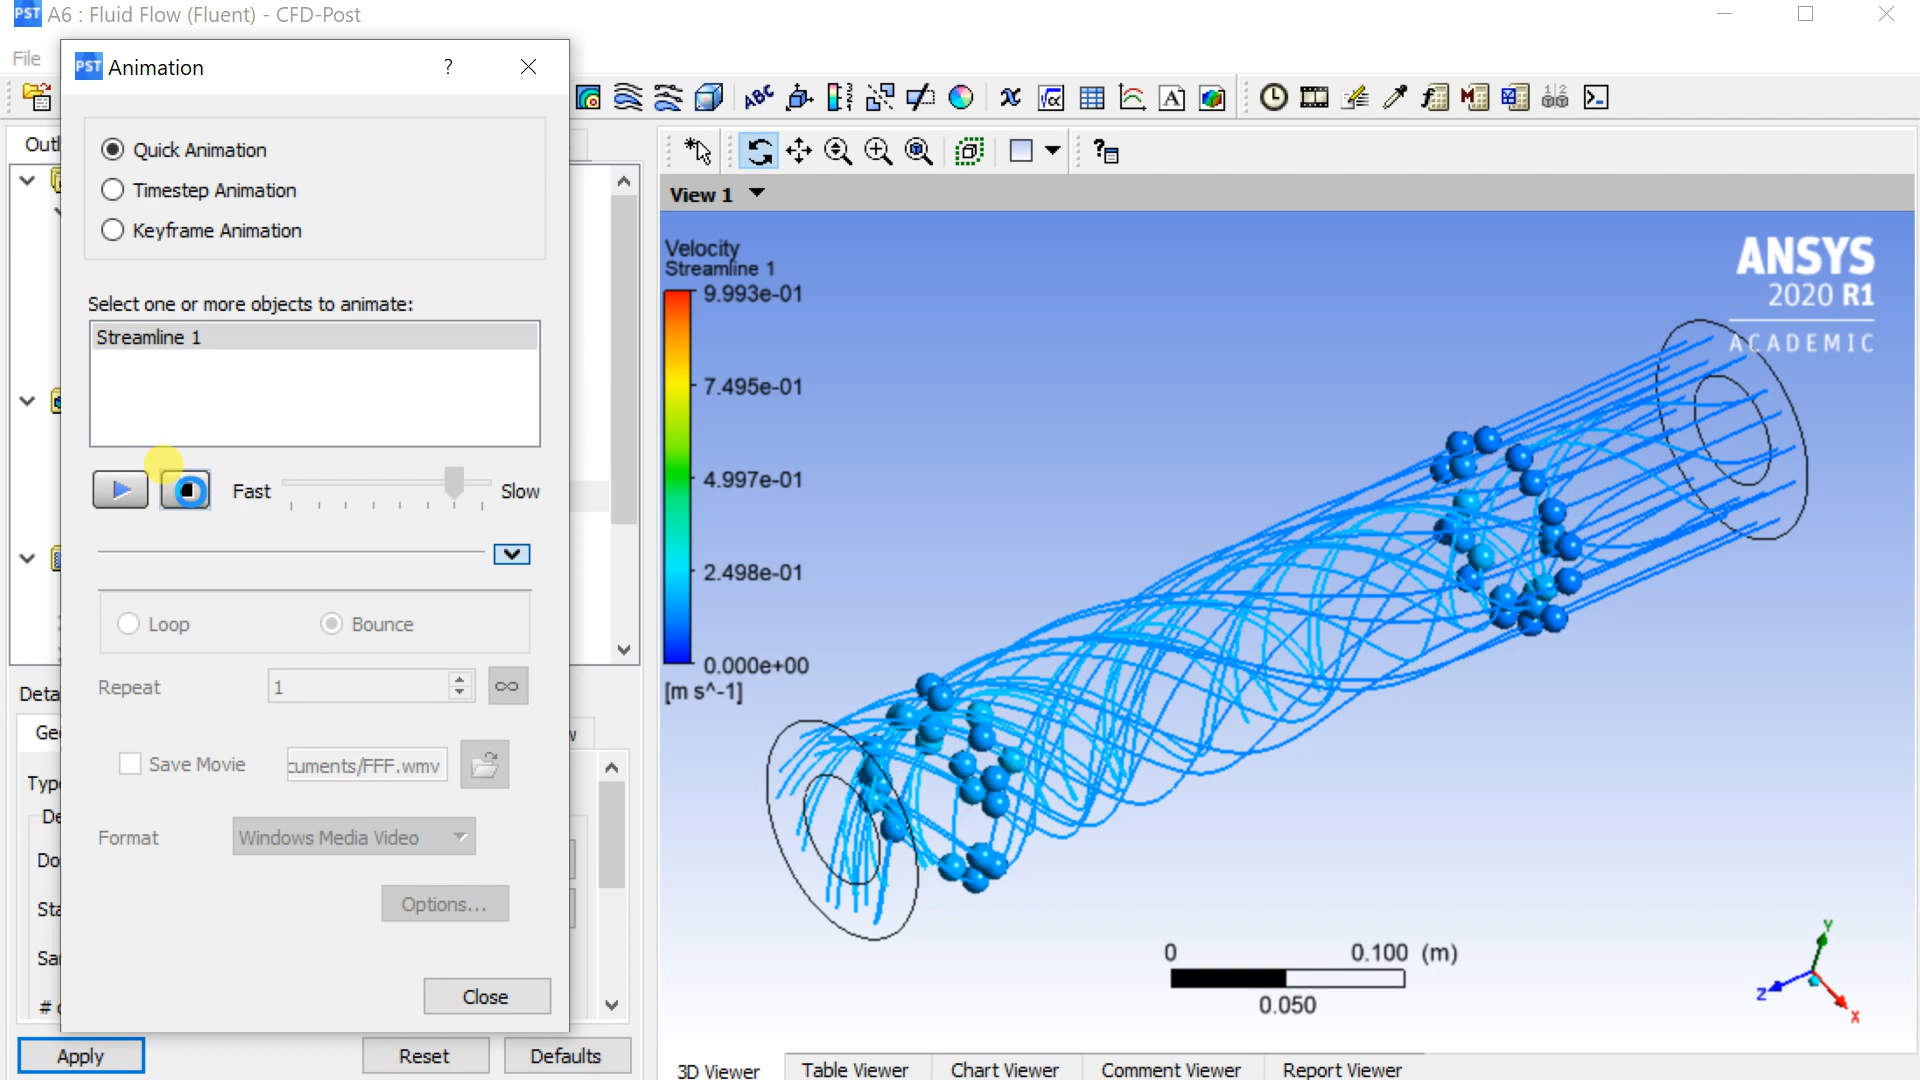 PST A6 : Fluid Flow (Fluent) - CFD-Post
File
PST Animation ?
ABC
Outl
Quick Animation
Timestep Animation
Keyframe Animation
View 1
Select one or more objects to animate:
Streamline 1
Fast
Slow
Loop
Bounce
Repeat
1
∞
Save Movie
cuments/FFF.wmv
Format
Windows Media Video
Options...
Close
Deta
Ge
w
Typ
De
Do
Sta
Sa
# o
Apply
Reset
Defaults
Velocity
Streamline 1
9.993e-01
7.495e-01
4.997e-01
2.498e-01
0.000e+00
[m s^-1]
ANSYS
2020 R1
ACADEMIC
0
0.100 (m)
0.050
Y
Z
X
3D Viewer
Table Viewer
Chart Viewer
Comment Viewer
Report Viewer